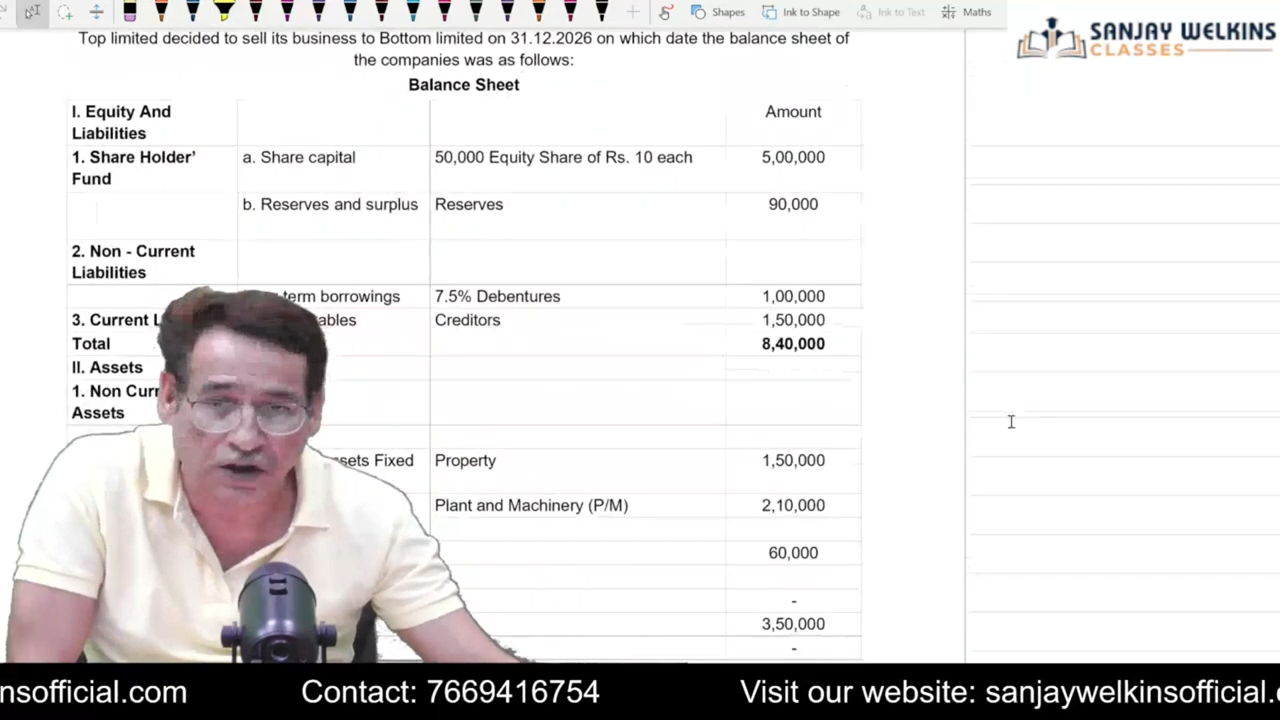 Shapes
Ink to Shape
Ink to Text
Maths
SANJAY WELKINS
CLASSES
Top limited decided to sell its business to Bottom limited on 31.12.2026 on which date the balance sheet of
the companies was as follows:
Balance Sheet
I. Equity And Amount
Liabilities
1. Share Holder' a. Share capital 50,000 Equity Share of Rs. 10 each 5,00,000
Fund
b. Reserves and surplus Reserves 90,000
2. Non - Current
Liabilities
term borrowings 7.5% Debentures 1,00,000
3. Current Creditors 1,50,000
Total 8,40,000
II. Assets
1. Non
Assets
Fixed Property 1,50,000
Plant and Machinery (P/M) 2,10,000
60,000
-
3,50,000
-
Contact: 7669416754 Visit our website: